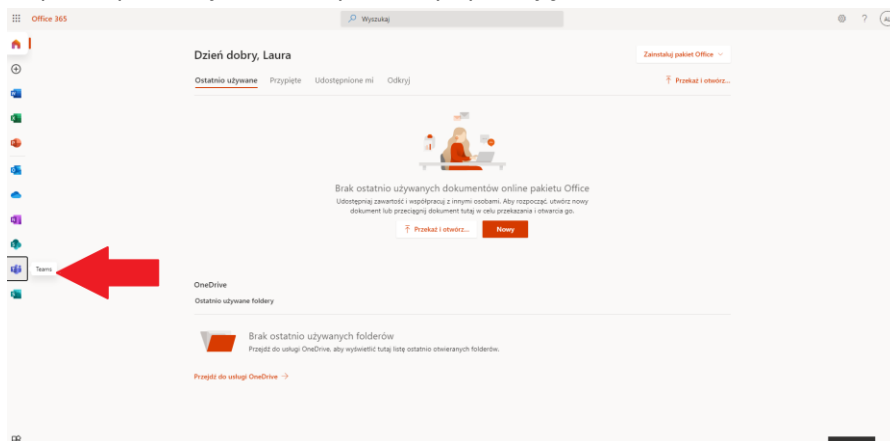 Office 365
Wyszukaj
Dzień dobry, Laura
Zainstaluj pakiet Office
Ostatnio używane Przypięte Udostępnione mi Odkryj
Przekaż i otwórz...
Brak ostatnio używanych dokumentów online pakietu Office
Udostępniaj zawartość i współpracuj z innymi osobami. Aby rozpocząć, utwórz nowy
dokument lub przeciągnij dokument tutaj w celu przekazania i otwarcia go.
Przekaż i otwórz... Nowy
Teams
OneDrive
Ostatnio używane foldery
Brak ostatnio używanych folderów
Przejdź do usługi OneDrive, aby wyświetlić tutaj listę ostatnio otwieranych folderów.
Przejdź do usługi OneDrive →